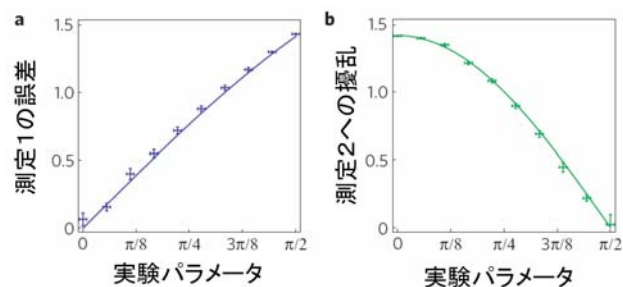 a
測定1の誤差
1.5
1.0
0.5
0
0
π/8
π/4
3π/8
π/2
実験パラメータ
b
測定2への擾乱
1.5
1.0
0.5
0
0
π/8
π/4
3π/8
π/2
実験パラメータ